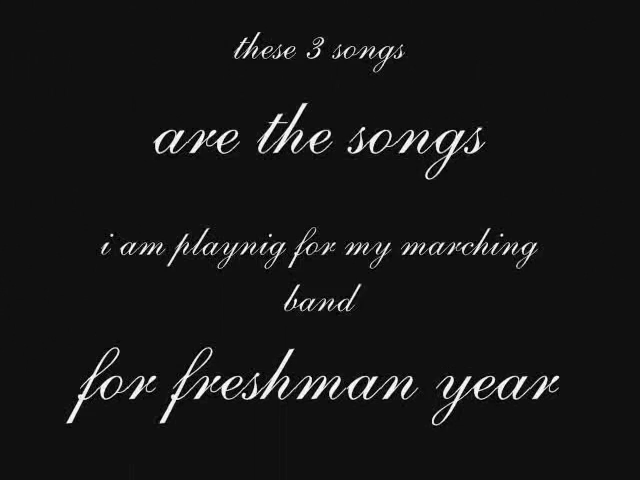 these 3 songs
are the songs
i am playnig for my marching
band
for freshman year